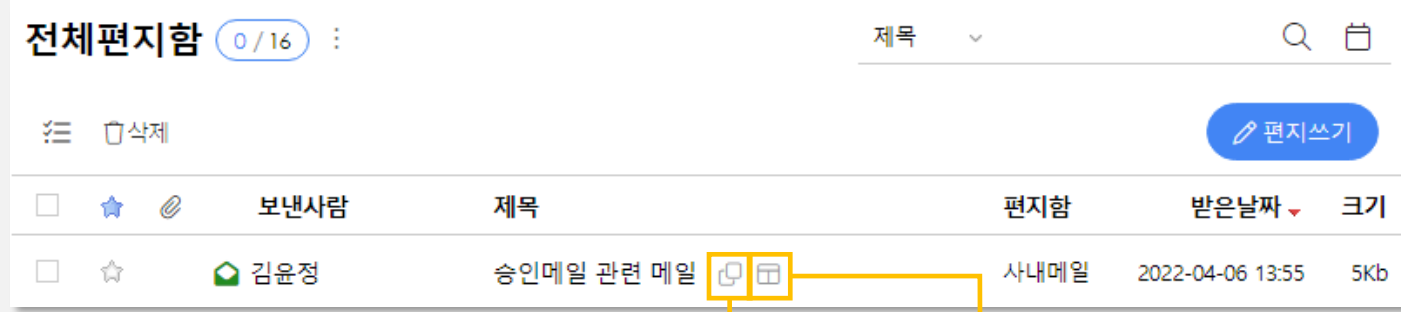 전체편지함 0 / 16 제목
삭제 편지쓰기
보낸사람 제목 편지함 받은날짜 크기
김윤정 승인메일 관련 메일 사내메일 2022-04-06 13:55 5Kb